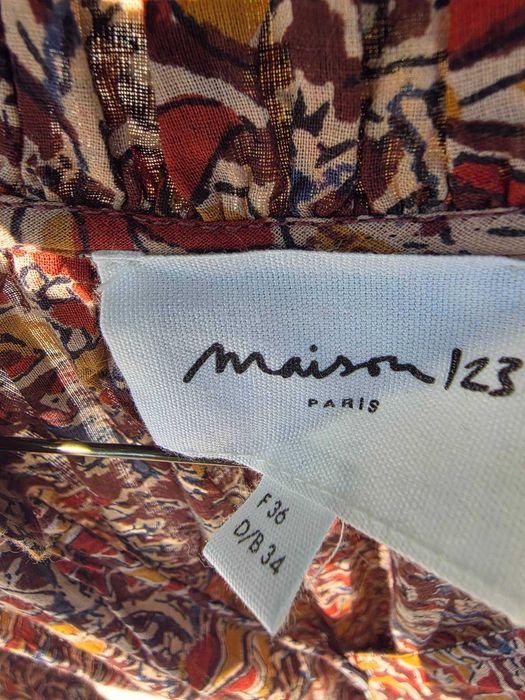 maison 123
PARIS
F 36
D/B 34